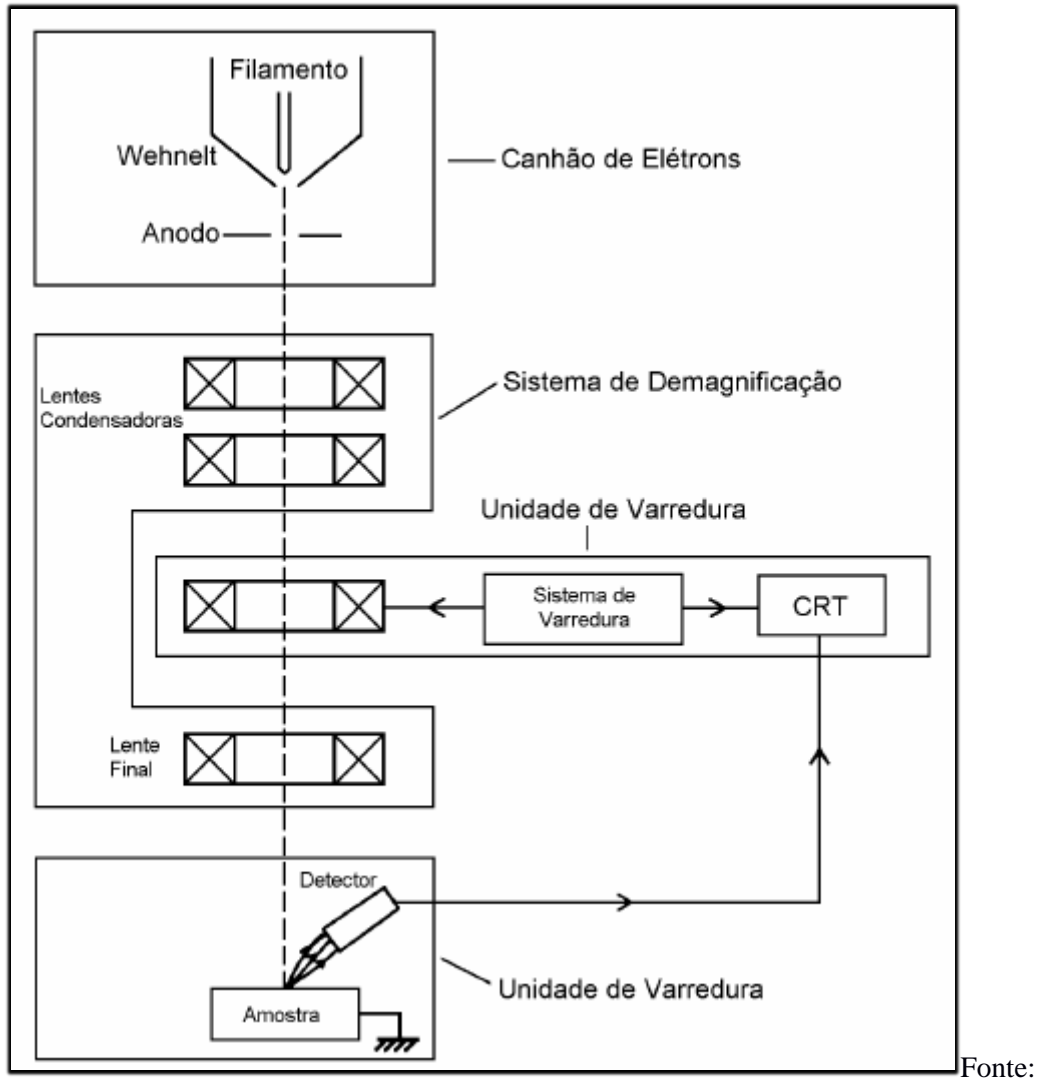 Filamento
Wehnelt
Canhão de Elétrons
Anodo
Lentes
Condensadoras
Sistema de Demagnificação
Unidade de Varredura
Sistema de
Varredura
CRT
Lente
Final
Detector
Unidade de Varredura
Amostra
Fonte: